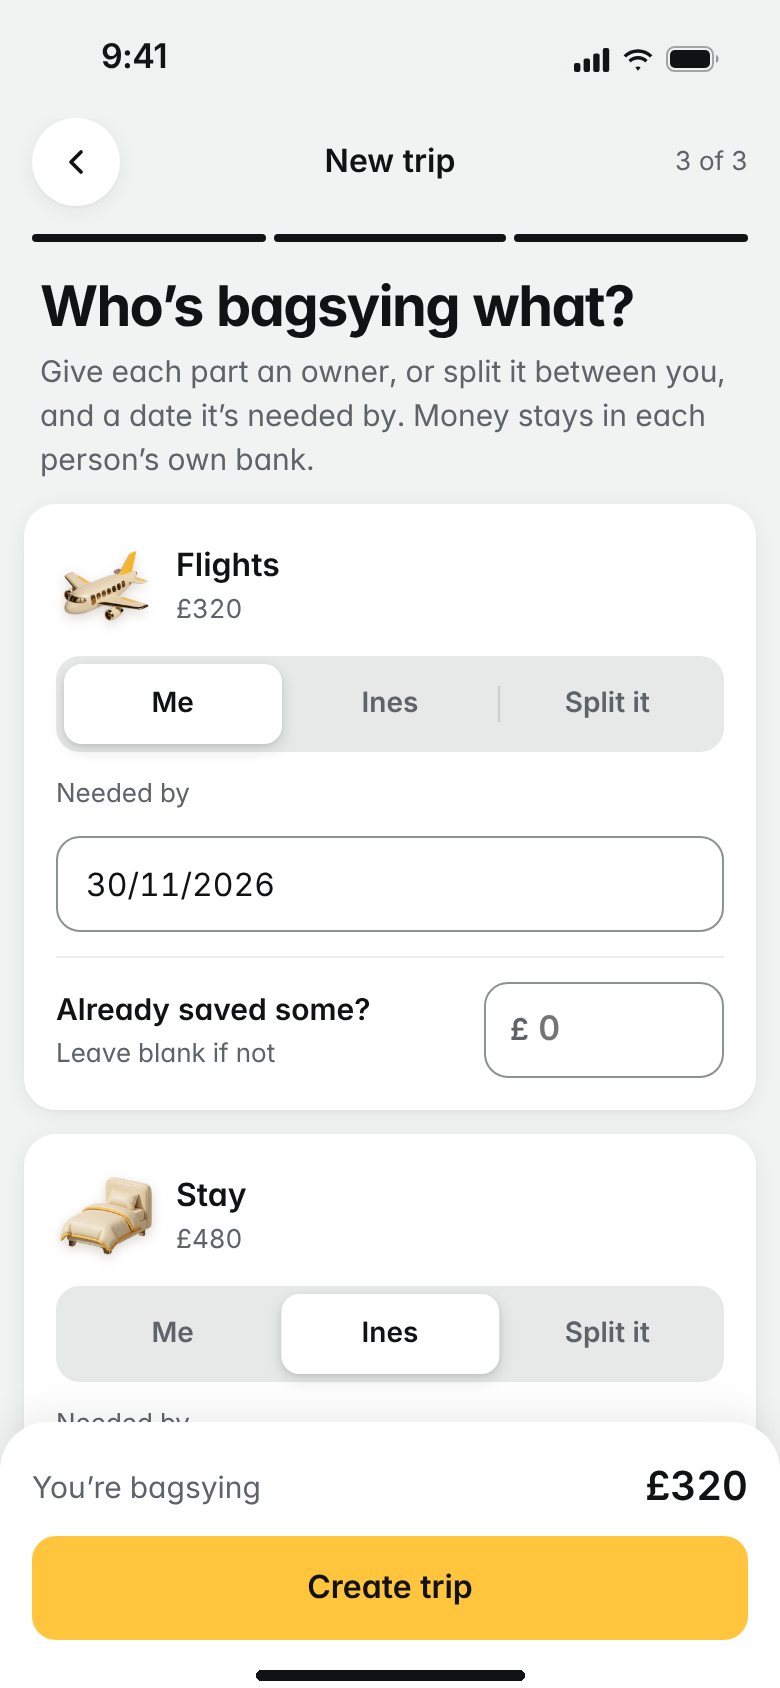 9:41
New trip
3 of 3
Who’s bagsying what?
Give each part an owner, or split it between you,
and a date it’s needed by. Money stays in each
person’s own bank.
Flights
£320
Me
Ines
Split it
Needed by
30/11/2026
Already saved some?
Leave blank if not
£ 0
Stay
£480
Me
Ines
Split it
Needed by
You’re bagsying
£320
Create trip